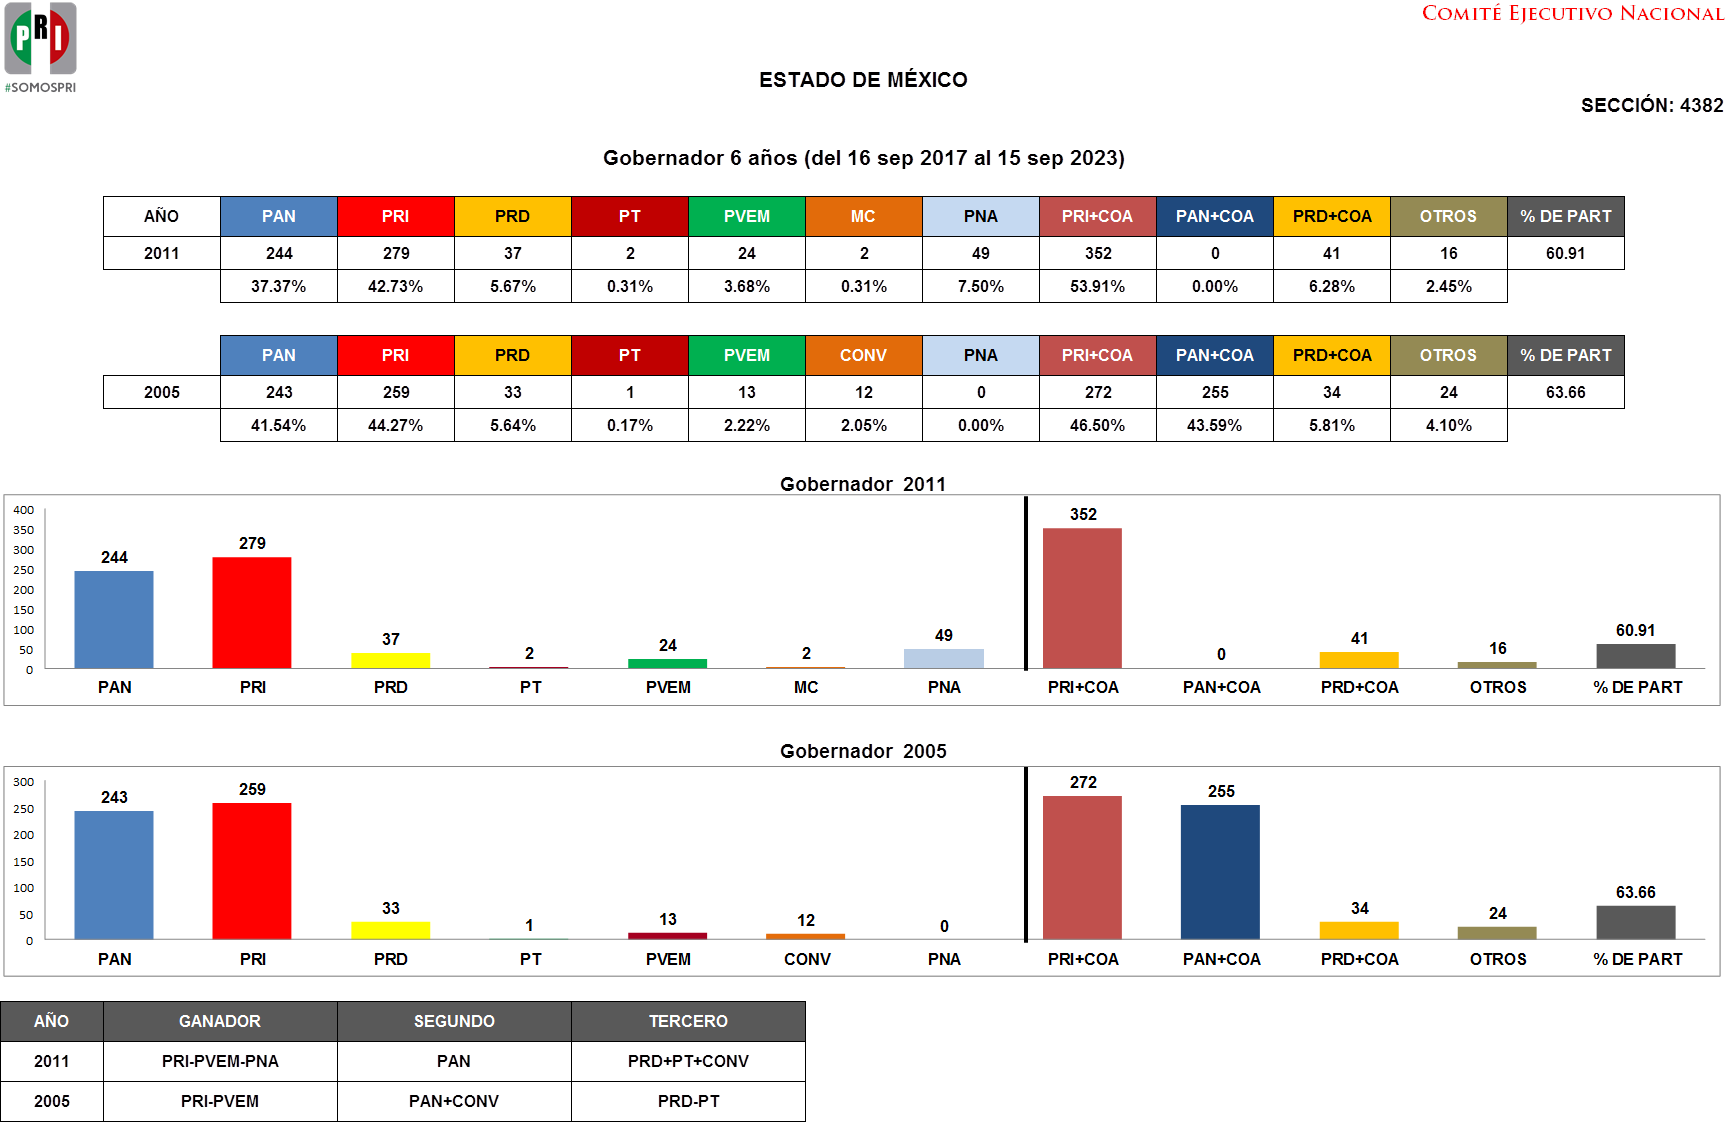 PRI
#SOMOSPRI
COMITÉ EJECUTIVO NACIONAL
ESTADO DE MÉXICO
SECCIÓN: 4382
Gobernador 6 años (del 16 sep 2017 al 15 sep 2023)
AÑO PAN PRI PRD PT PVEM MC PNA PRI+COA PAN+COA PRD+COA OTROS % DE PART
2011 244 279 37 2 24 2 49 352 0 41 16 60.91
37.37% 42.73% 5.67% 0.31% 3.68% 0.31% 7.50% 53.91% 0.00% 6.28% 2.45%
PAN PRI PRD PT PVEM CONV PNA PRI+COA PAN+COA PRD+COA OTROS % DE PART
2005 243 259 33 1 13 12 0 272 255 34 24 63.66
41.54% 44.27% 5.64% 0.17% 2.22% 2.05% 0.00% 46.50% 43.59% 5.81% 4.10%
Gobernador 2011
400
350
300
250
200
150
100
50
0
244 279 37 2 24 2 49 352 0 41 16 60.91
PAN PRI PRD PT PVEM MC PNA PRI+COA PAN+COA PRD+COA OTROS % DE PART
Gobernador 2005
300
250
200
150
100
50
0
243 259 33 1 13 12 0 272 255 34 24 63.66
PAN PRI PRD PT PVEM CONV PNA PRI+COA PAN+COA PRD+COA OTROS % DE PART
AÑO GANADOR SEGUNDO TERCERO
2011 PRI-PVEM-PNA PAN PRD+PT+CONV
2005 PRI-PVEM PAN+CONV PRD-PT